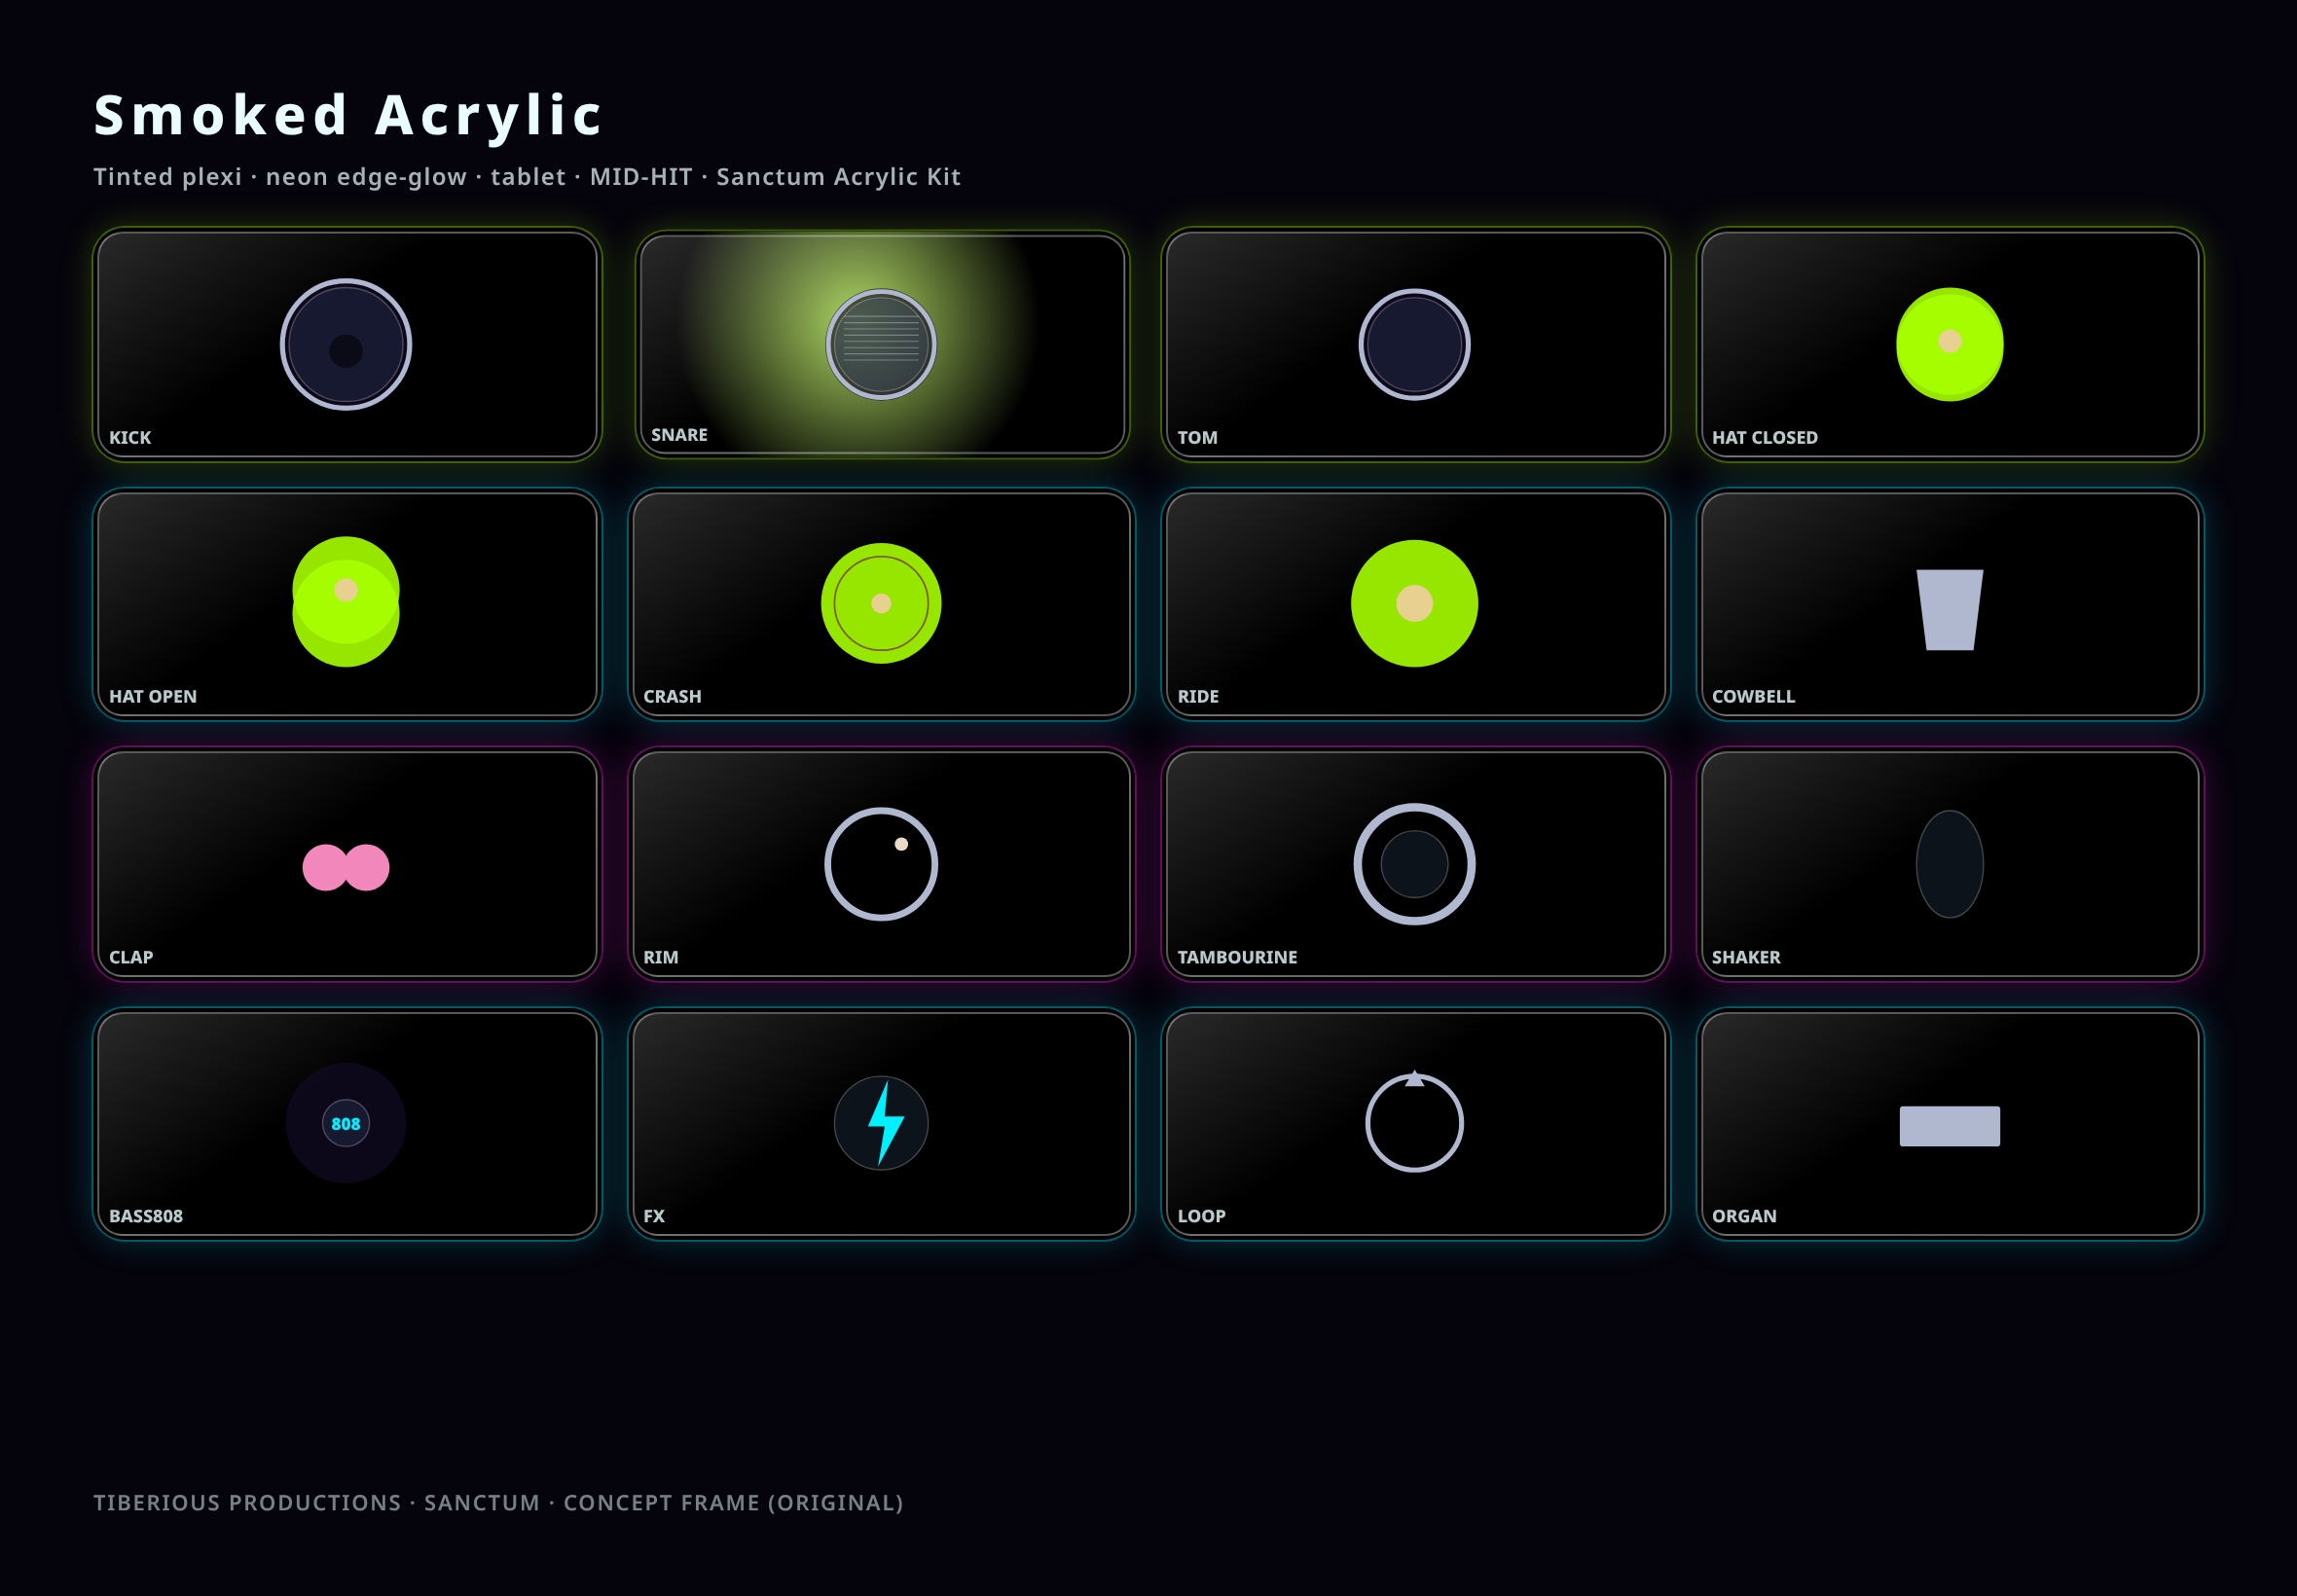 Smoked Acrylic
Tinted plexi · neon edge-glow · tablet · MID-HIT · Sanctum Acrylic Kit
KICK
SNARE
TOM
HAT CLOSED
HAT OPEN
CRASH
RIDE
COWBELL
CLAP
RIM
TAMBOURINE
SHAKER
808
BASS808
FX
LOOP
ORGAN
TIBERIOUS PRODUCTIONS · SANCTUM · CONCEPT FRAME (ORIGINAL)